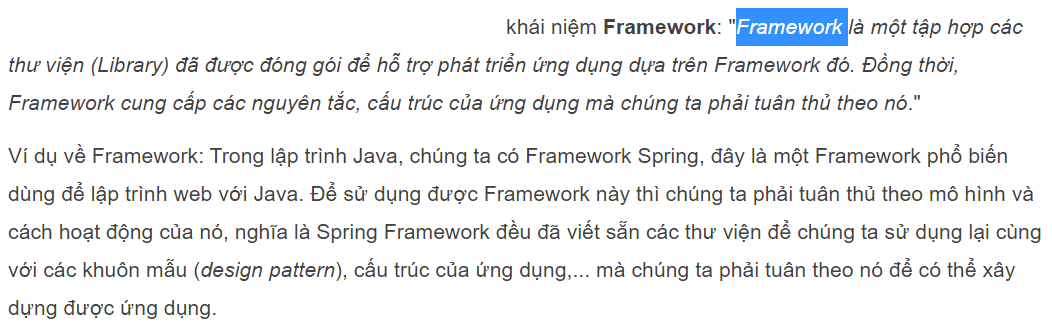 khái niệm Framework: "Framework là một tập hợp các
thư viện (Library) đã được đóng gói để hỗ trợ phát triển ứng dụng dựa trên Framework đó. Đồng thời,
Framework cung cấp các nguyên tắc, cấu trúc của ứng dụng mà chúng ta phải tuân thủ theo nó."
Ví dụ về Framework: Trong lập trình Java, chúng ta có Framework Spring, đây là một Framework phổ biến
dùng để lập trình web với Java. Để sử dụng được Framework này thì chúng ta phải tuân thủ theo mô hình và
cách hoạt động của nó, nghĩa là Spring Framework đều đã viết sẵn các thư viện để chúng ta sử dụng lại cùng
với các khuôn mẫu (design pattern), cấu trúc của ứng dụng,... mà chúng ta phải tuân theo nó để có thể xây
dựng được ứng dụng.